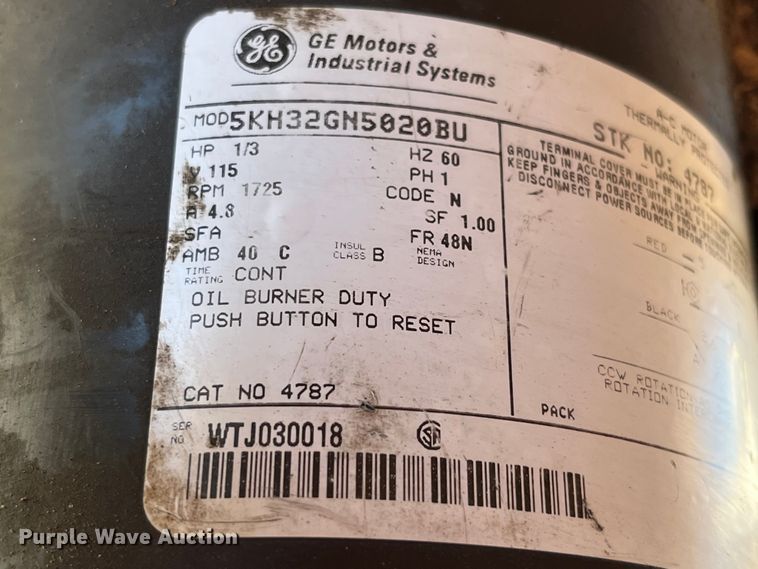 GE
GE Motors &
Industrial Systems
MOD 5KH32GN5020BU
HP 1/3 HZ 60
V 115 PH 1
RPM 1725 CODE N
A 4.8 SF 1.00
SFA FR 48N
AMB 40 C INSUL CLASS B NEMA DESIGN
TIME RATING CONT
OIL BURNER DUTY
PUSH BUTTON TO RESET
CAT NO 4787
SER NO WTJ030018
A-C MOTOR
THERMALLY
STK NO: 4787
TERMINAL COVER MUST BE IN
GROUND IN ACCORDANCE WITH
KEEP FINGERS & OBJECTS AWAY FROM
DISCONNECT POWER SOURCES BEFORE
RED
BLACK
CCW ROTATION
ROTATION
PACK
Purple Wave Auction